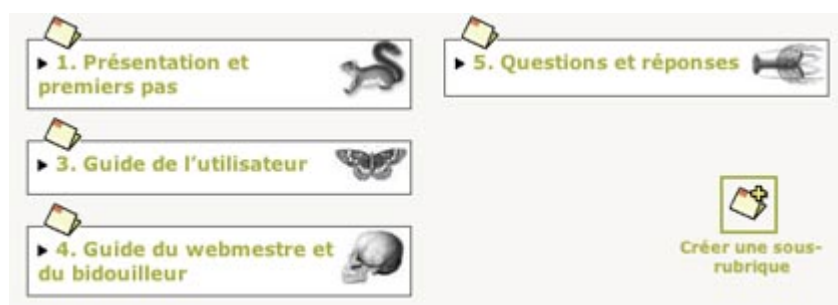 1. Présentation et
premiers pas
3. Guide de l'utilisateur
4. Guide du webmestre et
du bidouilleur
5. Questions et réponses
Créer une sous-
rubrique